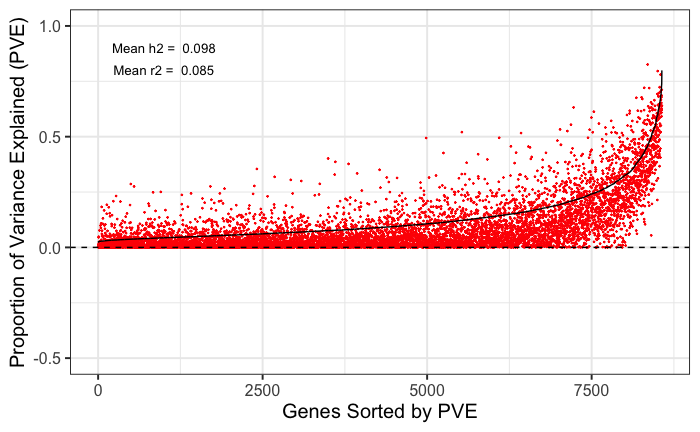 Proportion of Variance Explained (PVE)
1.0
0.5
0.0
-0.5
Mean h2 = 0.098
Mean r2 = 0.085
0 2500 5000 7500
Genes Sorted by PVE